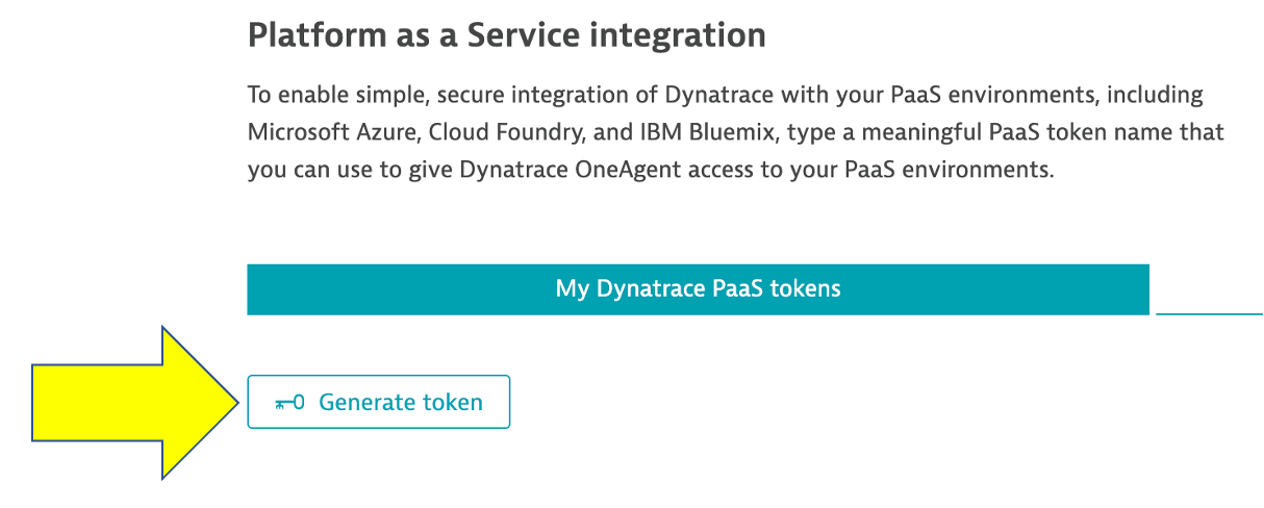 Platform as a Service integration
To enable simple, secure integration of Dynatrace with your PaaS environments, including
Microsoft Azure, Cloud Foundry, and IBM Bluemix, type a meaningful PaaS token name that
you can use to give Dynatrace OneAgent access to your PaaS environments.
My Dynatrace PaaS tokens
Generate token